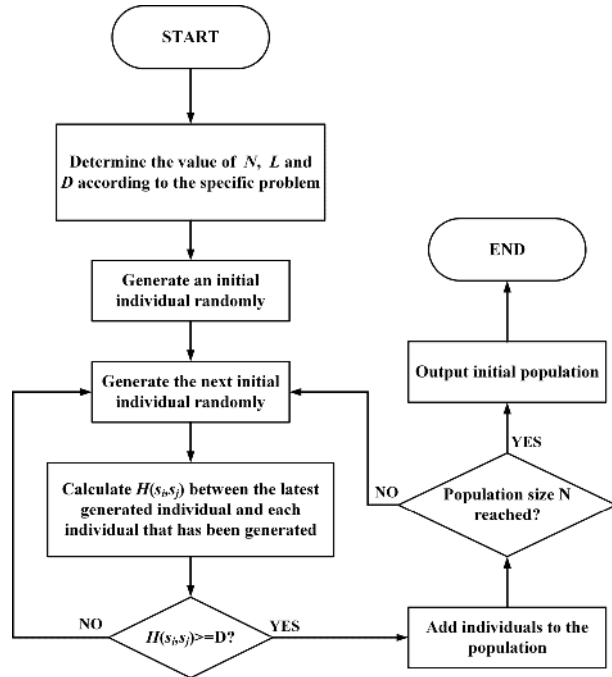 START
Determine the value of N, L and
D according to the specific problem
Generate an initial
individual randomly
Generate the next initial
individual randomly
Calculate H(si,sj) between the latest
generated individual and each
individual that has been generated
NO
H(si,sj)>=D?
YES
Add individuals to the
population
Population size N
reached?
NO
YES
Output initial population
END